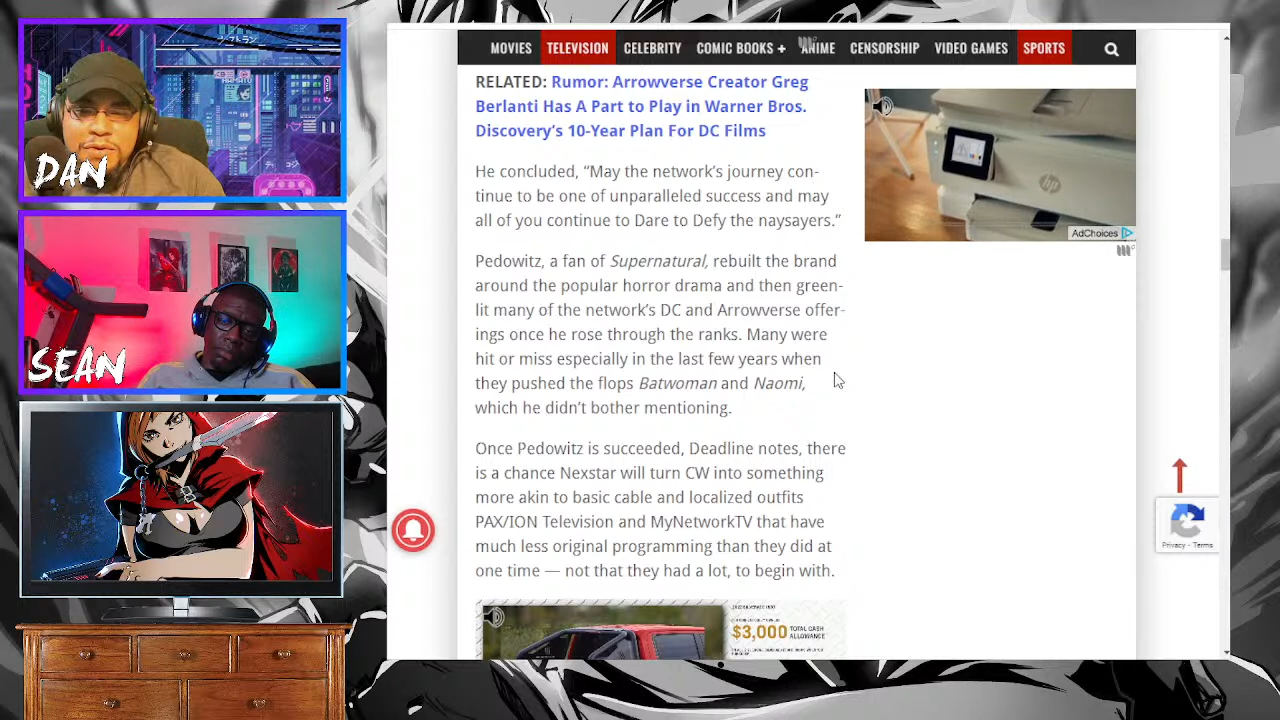 MOVIES TELEVISION CELEBRITY COMIC BOOKS + ANIME CENSORSHIP VIDEO GAMES SPORTS
RELATED: Rumor: Arrowverse Creator Greg
Berlanti Has A Part to Play in Warner Bros.
Discovery's 10-Year Plan For DC Films
He concluded, “May the network's journey con-
tinue to be one of unparalleled success and may
all of you continue to Dare to Defy the naysayers.”
Pedowitz, a fan of Supernatural, rebuilt the brand
around the popular horror drama and then green-
lit many of the network's DC and Arrowverse offer-
ings once he rose through the ranks. Many were
hit or miss especially in the last few years when
they pushed the flops Batwoman and Naomi,
which he didn't bother mentioning.
Once Pedowitz is succeeded, Deadline notes, there
is a chance Nexstar will turn CW into something
more akin to basic cable and localized outfits
PAX/ION Television and MyNetworkTV that have
much less original programming than they did at
one time — not that they had a lot, to begin with.
$3,000 TOTAL CASH
ALLOWANCE
hp
AdChoices
Privacy - Terms
DAN
SEAN